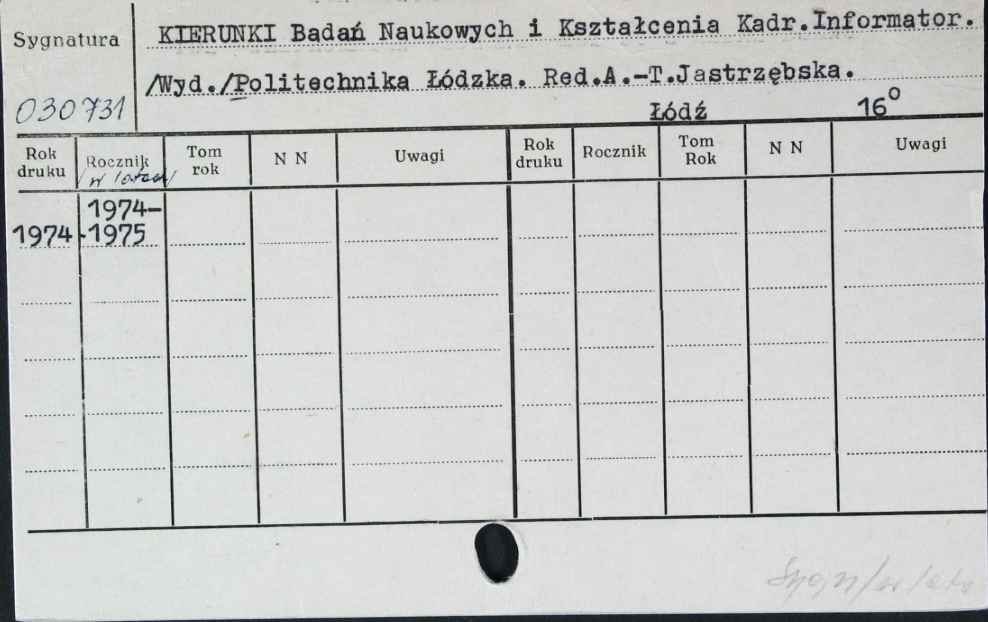 Sygnatura
KIERUNKI Badań Naukowych i Kształcenia Kadr.Informator.
/Wyd./Politechnika Łódzka. Red.A.-T.Jastrzębska.
030731
Łódź 16°
Rok druku Rocznik Tom rok N N Uwagi Rok druku Rocznik Tom Rok N N Uwagi
/w latach/
1974-
1974 -1975